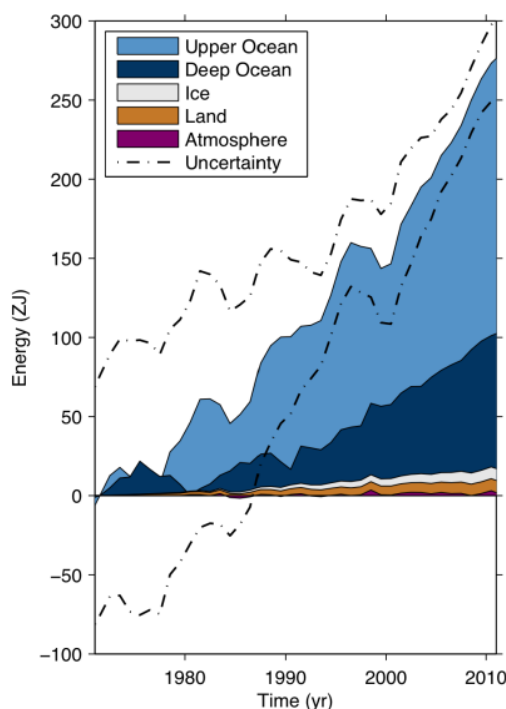 300
250
200
150
100
50
0
−50
−100
Energy (ZJ)
Upper Ocean
Deep Ocean
Ice
Land
Atmosphere
Uncertainty
1980
1990
2000
2010
Time (yr)